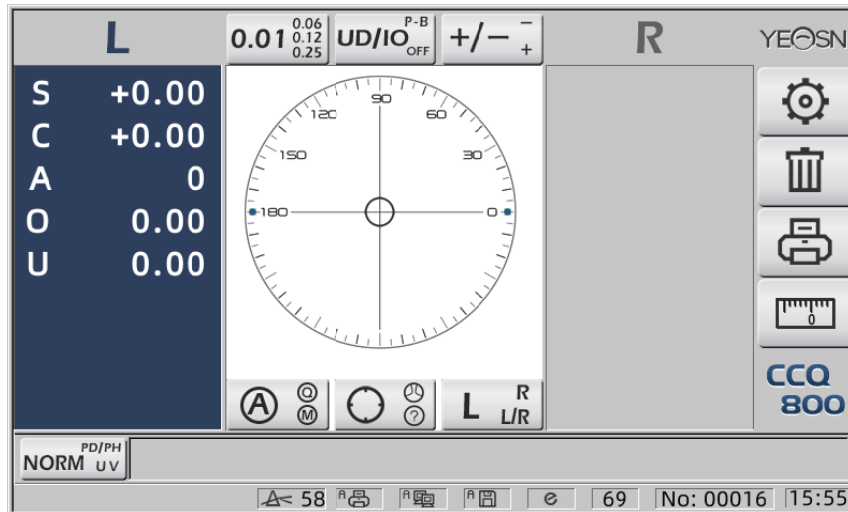 L
0.01 0.06 0.12 0.25
UD/IO P-B OFF
+/− − +
R
YEOSN
S +0.00
C +0.00
A 0
O 0.00
U 0.00
90
120 60
150 30
180 0
0
A Q M
?
L R L/R
CCQ
800
NORM PD/PH UV
58 A A A e 69 No: 00016 15:55